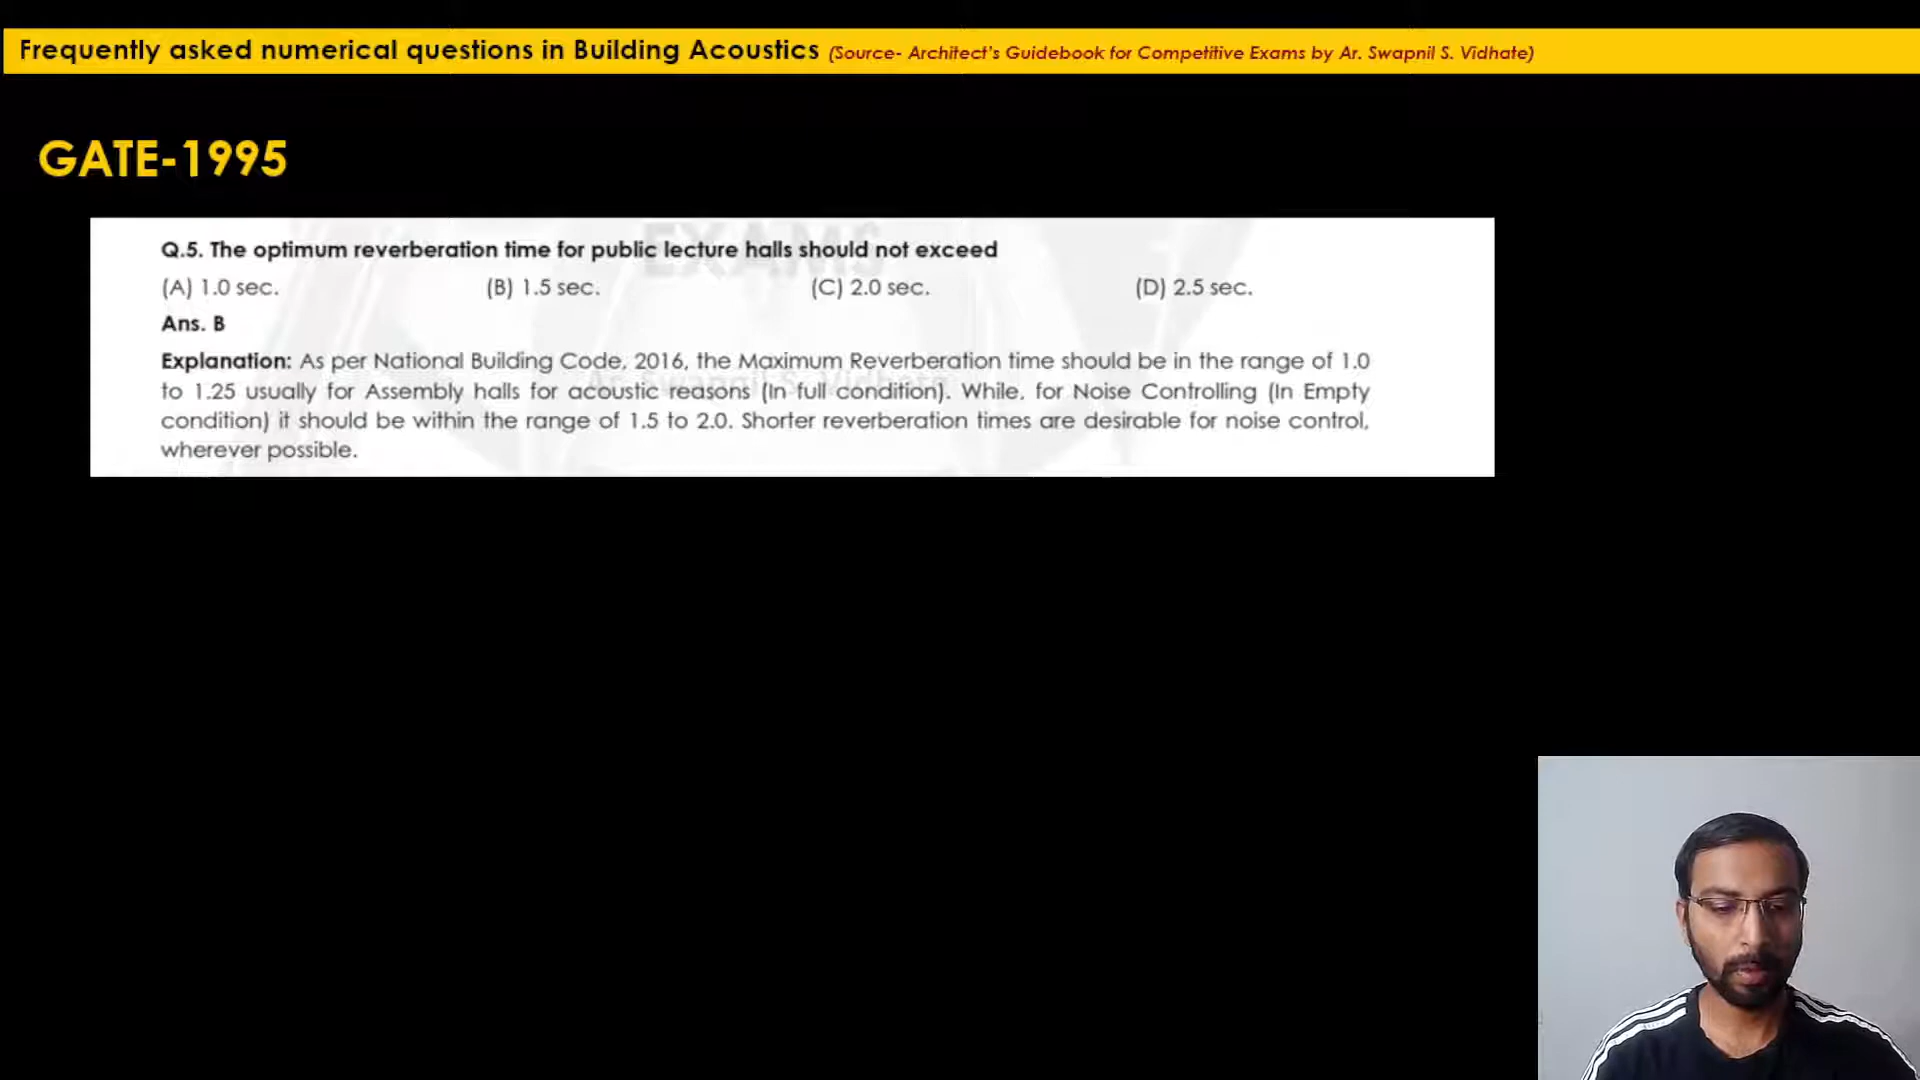 Frequently asked numerical questions in Building Acoustics (Source- Architect's Guidebook for Competitive Exams by Ar. Swapnil S. Vidhate)
GATE-1995
EXAMS
Q.5. The optimum reverberation time for public lecture halls should not exceed
(A) 1.0 sec. (B) 1.5 sec. (C) 2.0 sec. (D) 2.5 sec.
Ans. B
Explanation: As per National Building Code, 2016, the Maximum Reverberation time should be in the range of 1.0
Ar. Swapnil S. Vidhate
to 1.25 usually for Assembly halls for acoustic reasons (In full condition). While, for Noise Controlling (In Empty
condition) it should be within the range of 1.5 to 2.0. Shorter reverberation times are desirable for noise control,
wherever possible.